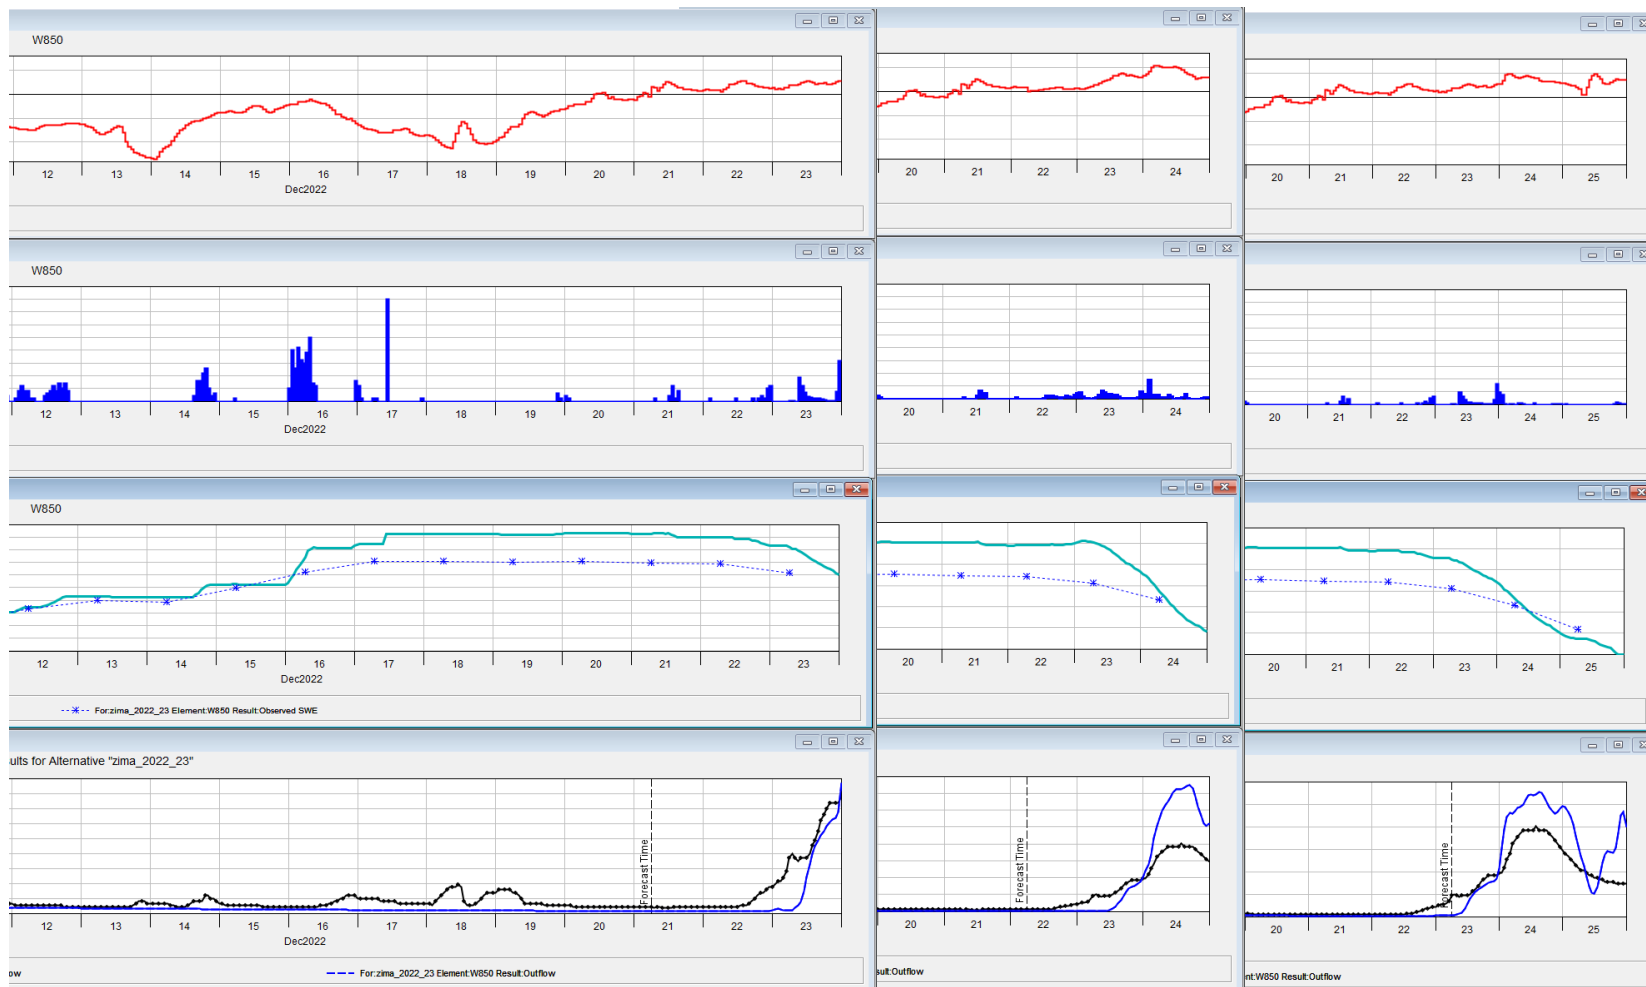 W850
12 13 14 15 16 17 18 19 20 21 22 23
Dec2022
20 21 22 23 24
20 21 22 23 24 25
W850
12 13 14 15 16 17 18 19 20 21 22 23
Dec2022
20 21 22 23 24
20 21 22 23 24 25
W850
12 13 14 15 16 17 18 19 20 21 22 23
Dec2022
For:zima_2022_23 Element:W850 Result:Observed SWE
20 21 22 23 24
20 21 22 23 24 25
ults for Alternative "zima_2022_23"
Forecast Time
12 13 14 15 16 17 18 19 20 21 22 23
Dec2022
ow
For:zima_2022_23 Element:W850 Result:Outflow
Forecast Time
20 21 22 23 24
sult:Outflow
Forecast Time
20 21 22 23 24 25
nt:W850 Result:Outflow